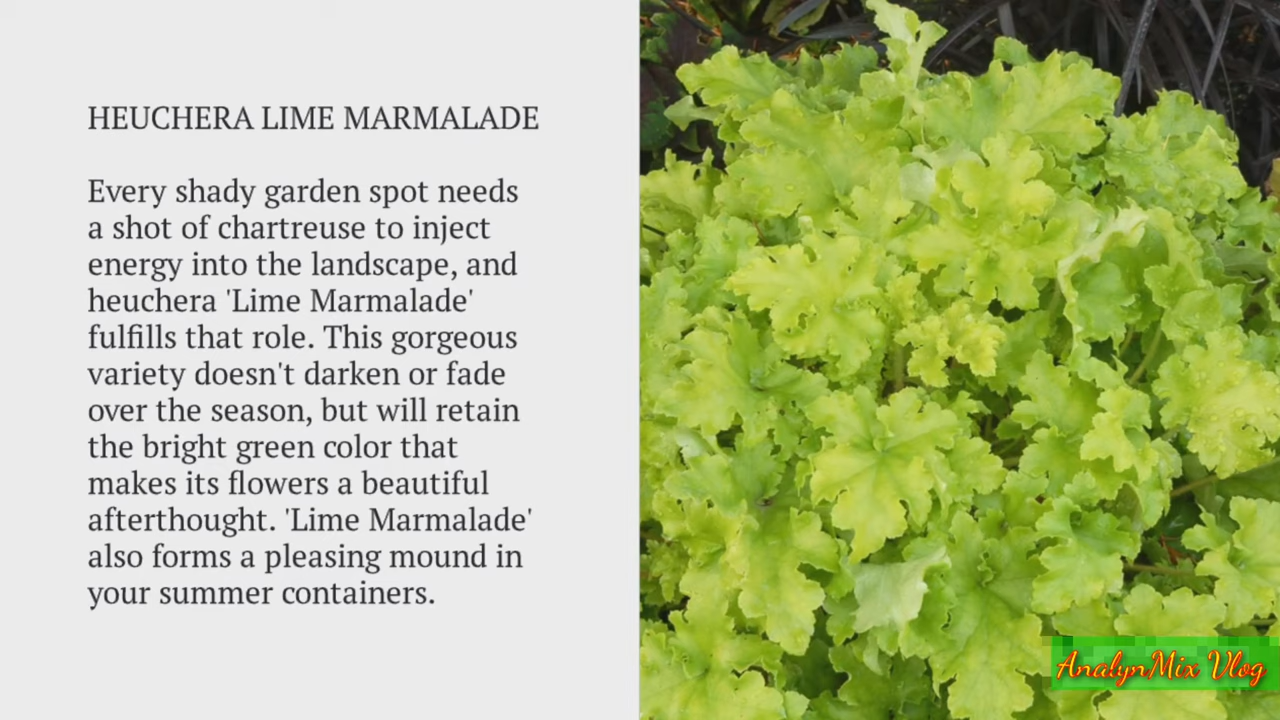 HEUCHERA LIME MARMALADE
Every shady garden spot needs
a shot of chartreuse to inject
energy into the landscape, and
heuchera 'Lime Marmalade'
fulfills that role. This gorgeous
variety doesn't darken or fade
over the season, but will retain
the bright green color that
makes its flowers a beautiful
afterthought. 'Lime Marmalade'
also forms a pleasing mound in
your summer containers.
AnalynMix Vlog